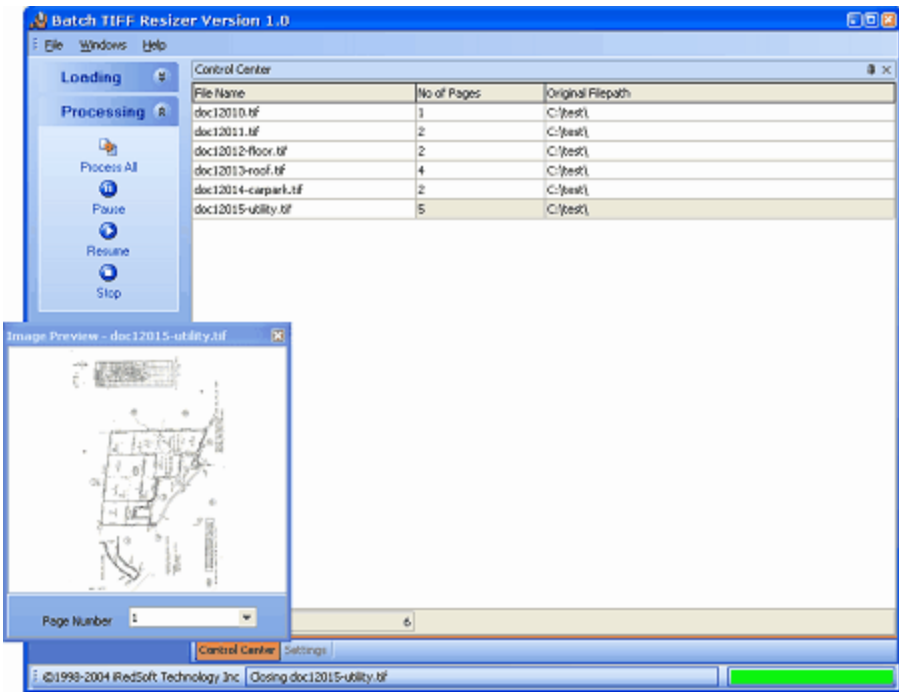 Batch TIFF Resizer Version 1.0
File Windows Help
Loading
Processing
Process All
Pause
Resume
Stop
Control Center
File Name No of Pages Original Filepath
doc12010.tif 1 C:\test\
doc12011.tif 2 C:\test\
doc12012-floor.tif 2 C:\test\
doc12013-roof.tif 4 C:\test\
doc12014-carpark.tif 2 C:\test\
doc12015-utility.tif 5 C:\test\
Image Preview - doc12015-utility.tif
Page Number 1
6
Control Center Settings
©1998-2004 iRedSoft Technology Inc Closing doc12015-utility.tif